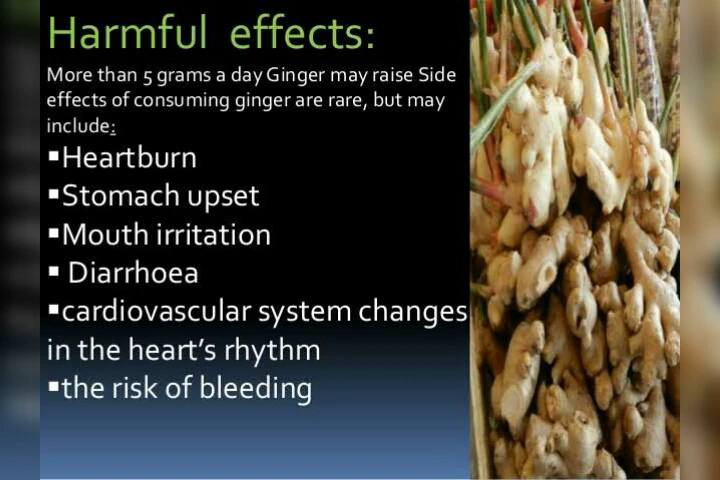 Harmful effects:
More than 5 grams a day Ginger may raise Side
effects of consuming ginger are rare, but may
include:
▪Heartburn
▪Stomach upset
▪Mouth irritation
▪ Diarrhoea
▪cardiovascular system changes
in the heart’s rhythm
▪the risk of bleeding